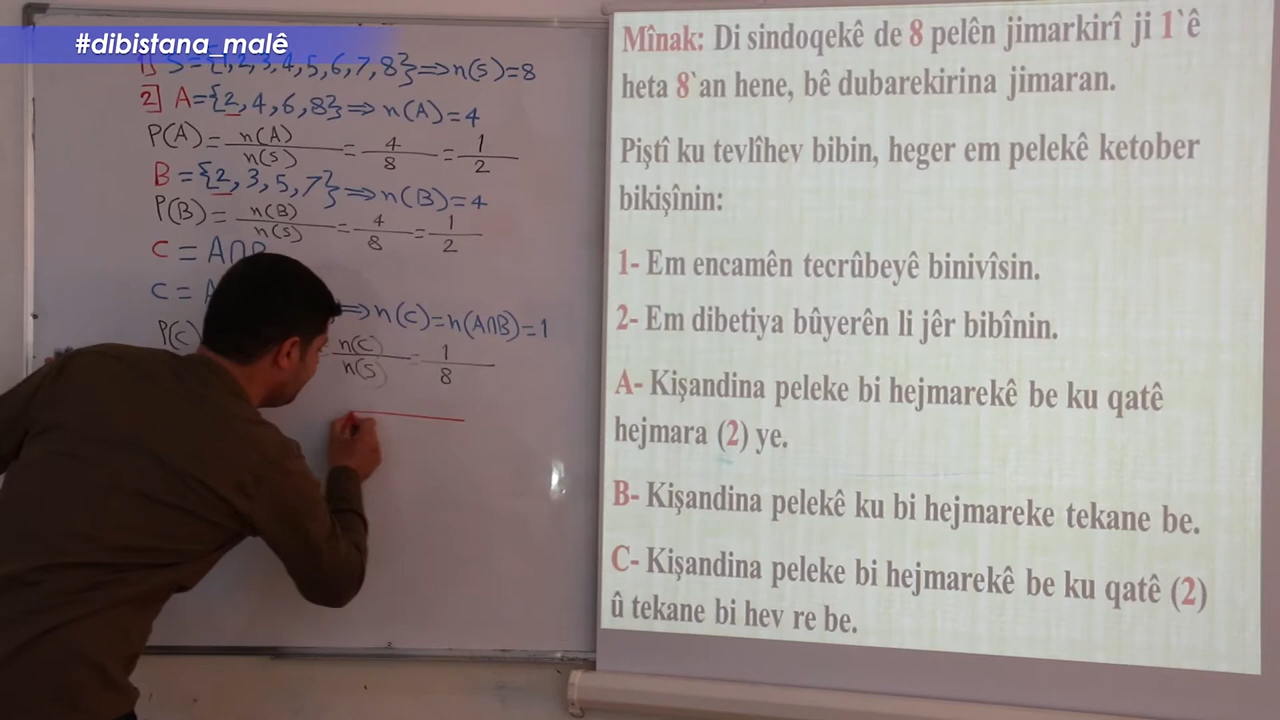 #dibistana_malê
1] S={1,2,3,4,5,6,7,8}⟹n(S)=8
2] A={2,4,6,8}⟹n(A)=4
P(A)=n(A)/n(S)=4/8=1/2
B={2,3,5,7}⟹n(B)=4
P(B)=n(B)/n(S)=4/8=1/2
C=A∩B
C=A
⟹n(C)=n(A∩B)=1
P(C) n(C)/n(S)=1/8
Mînak: Di sindoqekê de 8 pelên jimarkirî ji 1`ê
heta 8`an hene, bê dubarekirina jimaran.
Piştî ku tevlîhev bibin, heger em pelekê ketober
bikişînin:
1- Em encamên tecrûbeyê binivîsin.
2- Em dibetiya bûyerên li jêr bibînin.
A- Kişandina peleke bi hejmarekê be ku qatê
hejmara (2) ye.
B- Kişandina pelekê ku bi hejmareke tekane be.
C- Kişandina peleke bi hejmarekê be ku qatê (2)
û tekane bi hev re be.